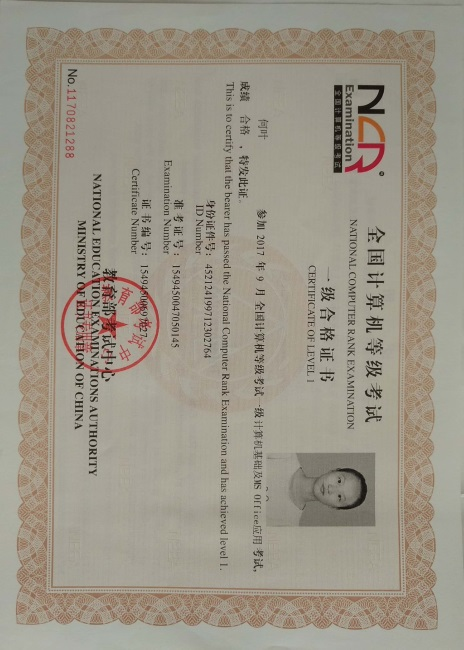 NCR
Examination
全国计算机等级考试
全国计算机等级考试
NATIONAL COMPUTER RANK EXAMINATION
一级合格证书
CERTIFICATE OF LEVEL 1
何叶 参加 2017 年 9 月全国计算机等级考试一级计算机基础及MS Office应用 考试,
成绩 合格 ,特发此证。
This is to certify that the bearer has passed the National Computer Rank Examination and has achieved level 1.
身份证件号: 452124199712302764
ID Number
准考证号: 1549450047050145
Examination Number
证书编号:
Certificate Number
教育部考试中心
NATIONAL EDUCATION EXAMINATIONS AUTHORITY
MINISTRY OF EDUCATION OF CHINA
No.1170821288